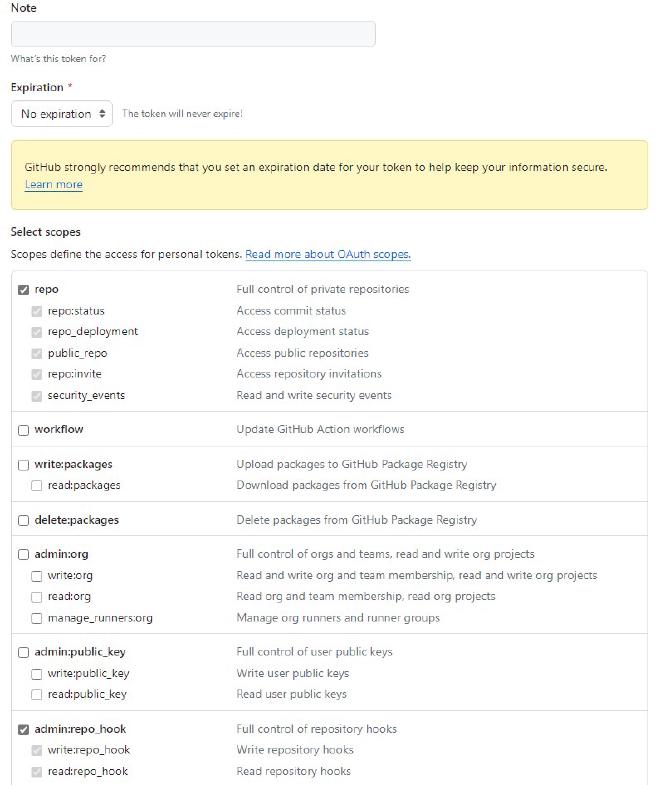 Note
What's this token for?
Expiration *
No expiration The token will never expire!
GitHub strongly recommends that you set an expiration date for your token to help keep your information secure.
Learn more
Select scopes
Scopes define the access for personal tokens. Read more about OAuth scopes.
repo Full control of private repositories
repo:status Access commit status
repo_deployment Access deployment status
public_repo Access public repositories
repo:invite Access repository invitations
security_events Read and write security events
workflow Update GitHub Action workflows
write:packages Upload packages to GitHub Package Registry
read:packages Download packages from GitHub Package Registry
delete:packages Delete packages from GitHub Package Registry
admin:org Full control of orgs and teams, read and write org projects
write:org Read and write org and team membership, read and write org projects
read:org Read org and team membership, read org projects
manage_runners:org Manage org runners and runner groups
admin:public_key Full control of user public keys
write:public_key Write user public keys
read:public_key Read user public keys
admin:repo_hook Full control of repository hooks
write:repo_hook Write repository hooks
read:repo_hook Read repository hooks